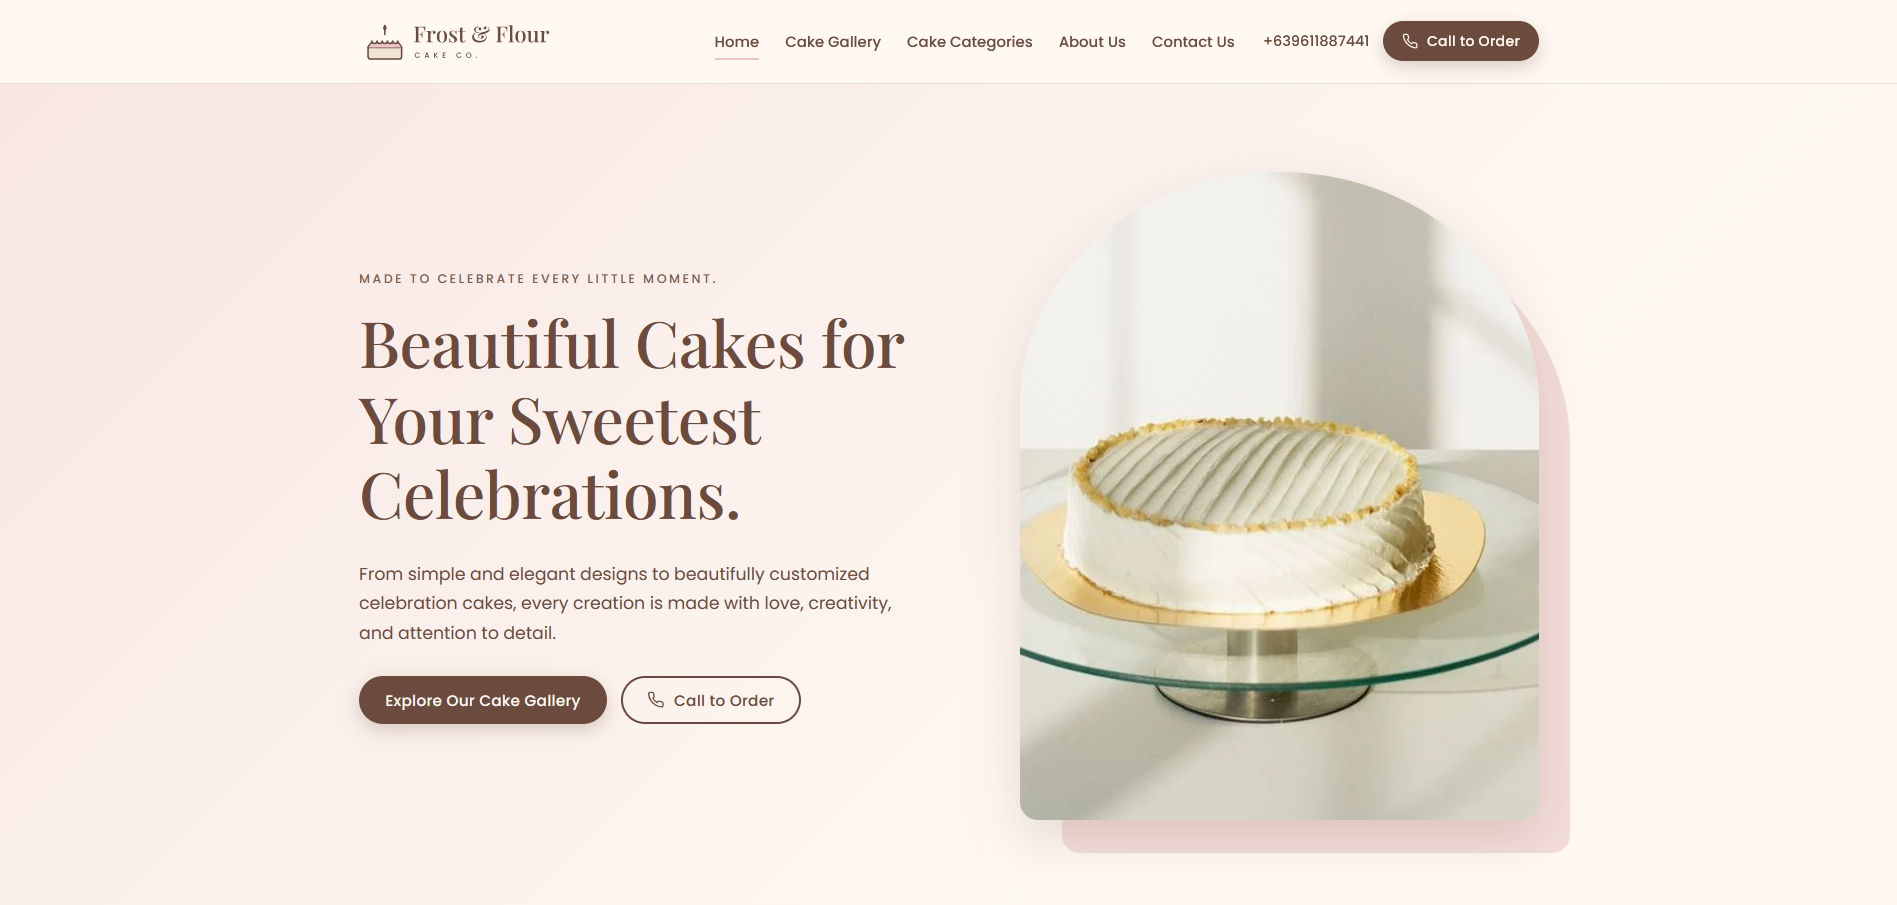 Frost & Flour
CAKE CO.
Home
Cake Gallery
Cake Categories
About Us
Contact Us
+639611887441
Call to Order
MADE TO CELEBRATE EVERY LITTLE MOMENT.
Beautiful Cakes for
Your Sweetest
Celebrations.
From simple and elegant designs to beautifully customized
celebration cakes, every creation is made with love, creativity,
and attention to detail.
Explore Our Cake Gallery
Call to Order